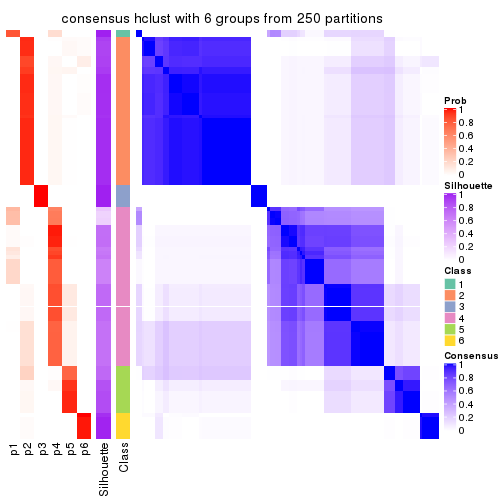 consensus hclust with 6 groups from 250 partitions
Prob
1
0.8
0.6
0.4
0.2
0
Silhouette
1
0.8
0.6
0.4
0.2
0
Class
1
2
3
4
5
6
Consensus
1
0.8
0.6
0.4
0.2
0
p1
p2
p3
p4
p5
p6
Silhouette
Class